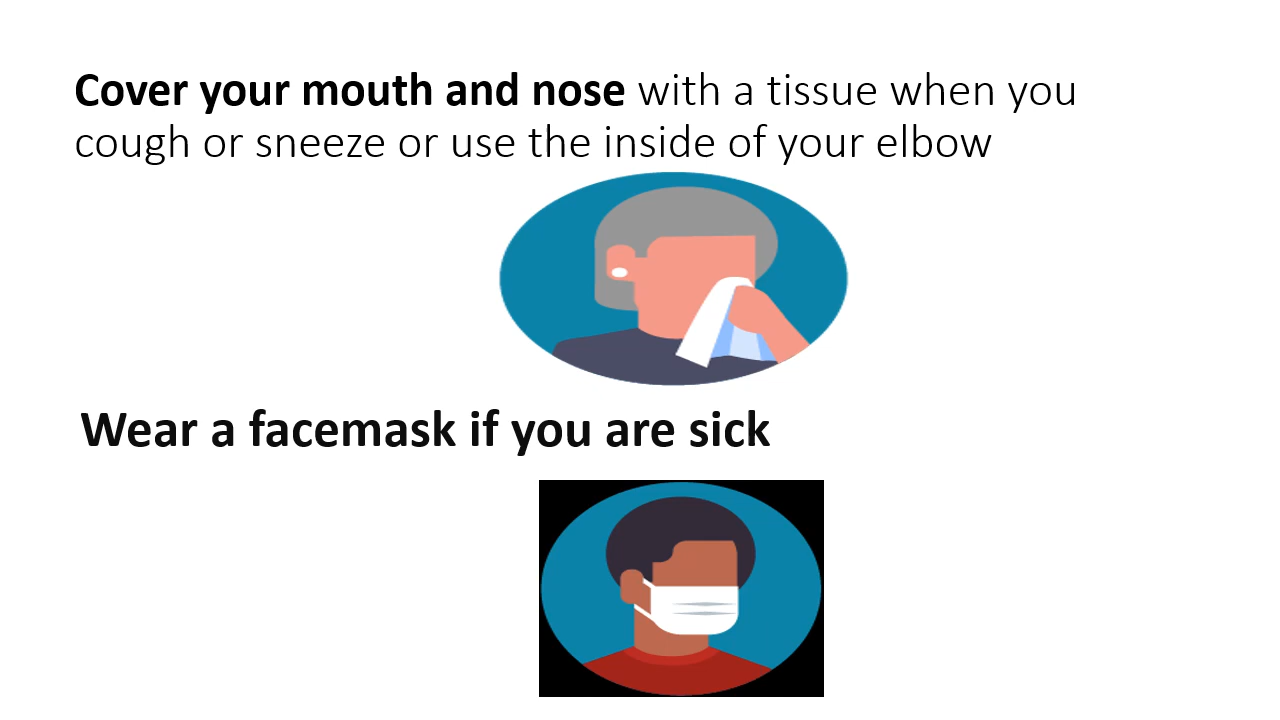 Cover your mouth and nose with a tissue when you
cough or sneeze or use the inside of your elbow
Wear a facemask if you are sick